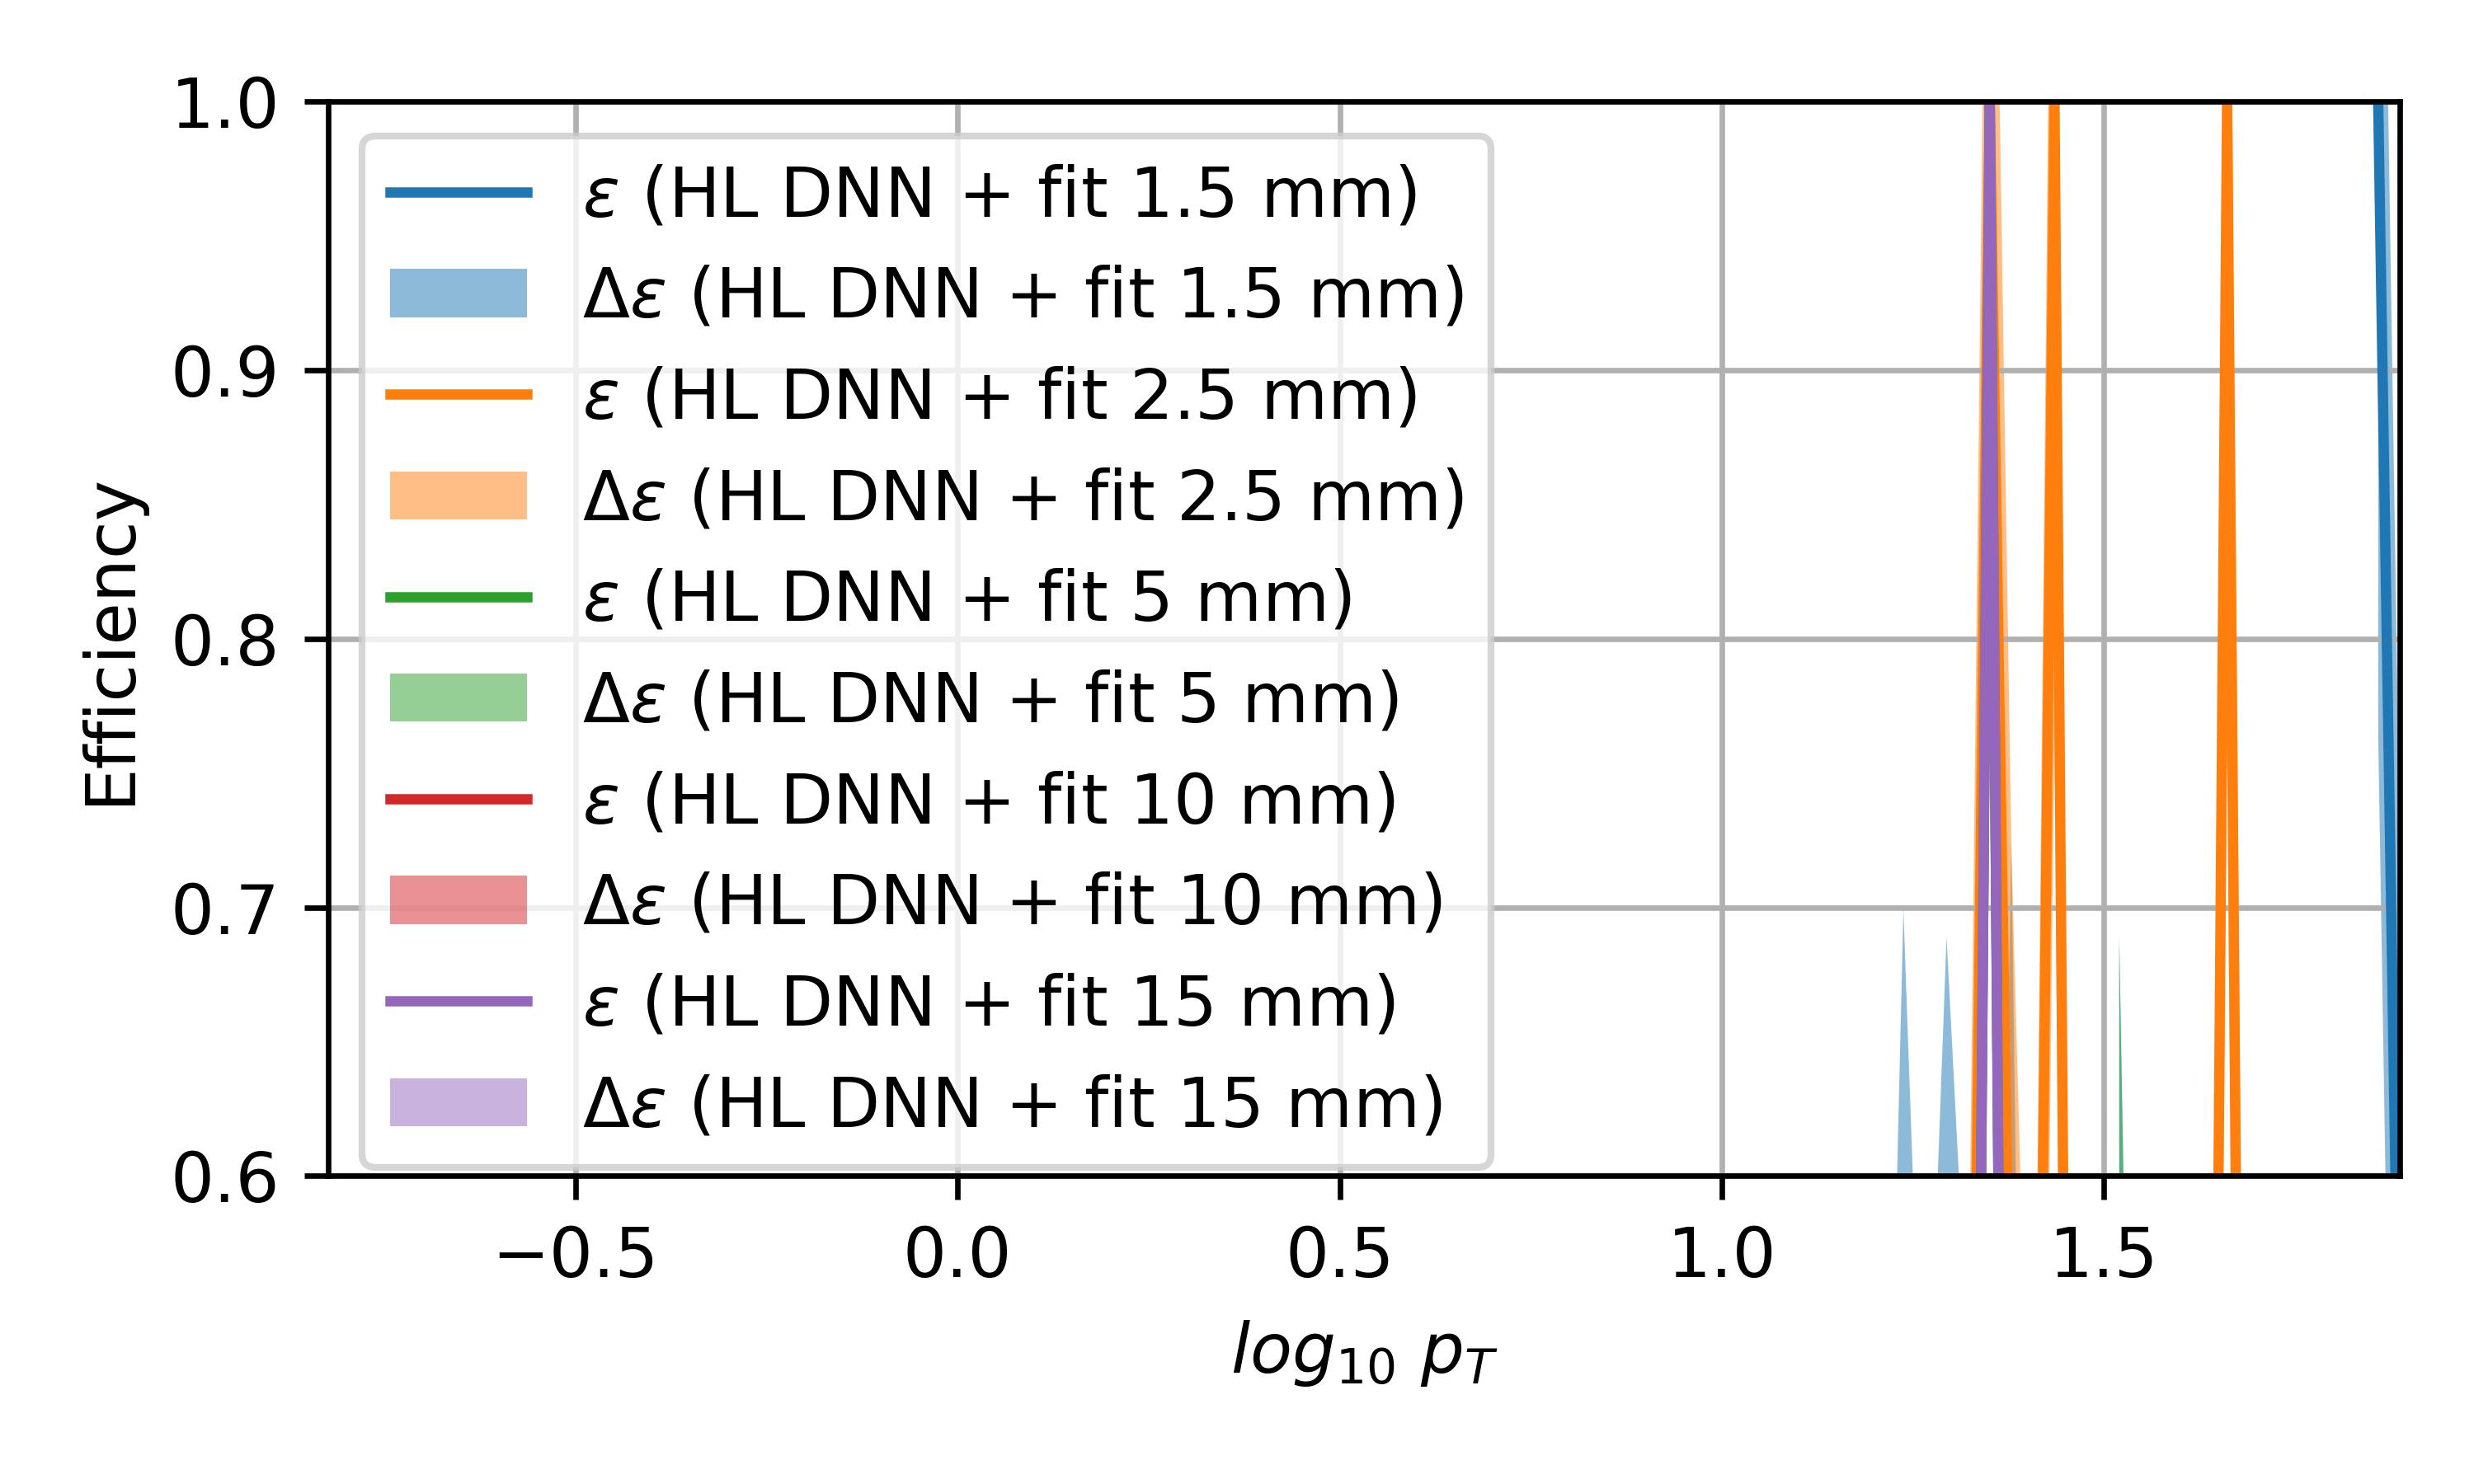 1.0
0.9
0.8
0.7
0.6
Efficiency
ε (HL DNN + fit 1.5 mm)
Δε (HL DNN + fit 1.5 mm)
ε (HL DNN + fit 2.5 mm)
Δε (HL DNN + fit 2.5 mm)
ε (HL DNN + fit 5 mm)
Δε (HL DNN + fit 5 mm)
ε (HL DNN + fit 10 mm)
Δε (HL DNN + fit 10 mm)
ε (HL DNN + fit 15 mm)
Δε (HL DNN + fit 15 mm)
−0.5 0.0 0.5 1.0 1.5
log₁₀ p_T